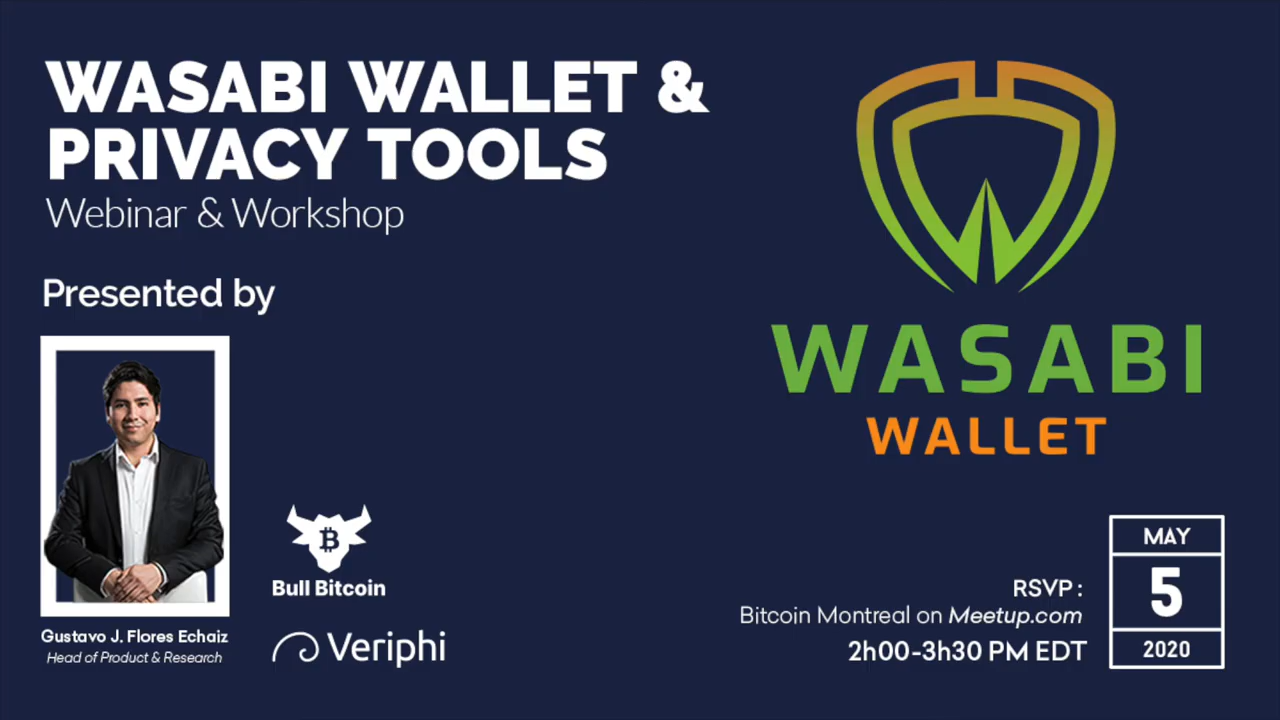 WASABI WALLET &
PRIVACY TOOLS
Webinar & Workshop
Presented by
Gustavo J. Flores Echaiz
Head of Product & Research
Bull Bitcoin
Veriphi
WASABI
WALLET
RSVP :
Bitcoin Montreal on Meetup.com
2h00-3h30 PM EDT
MAY
5
2020